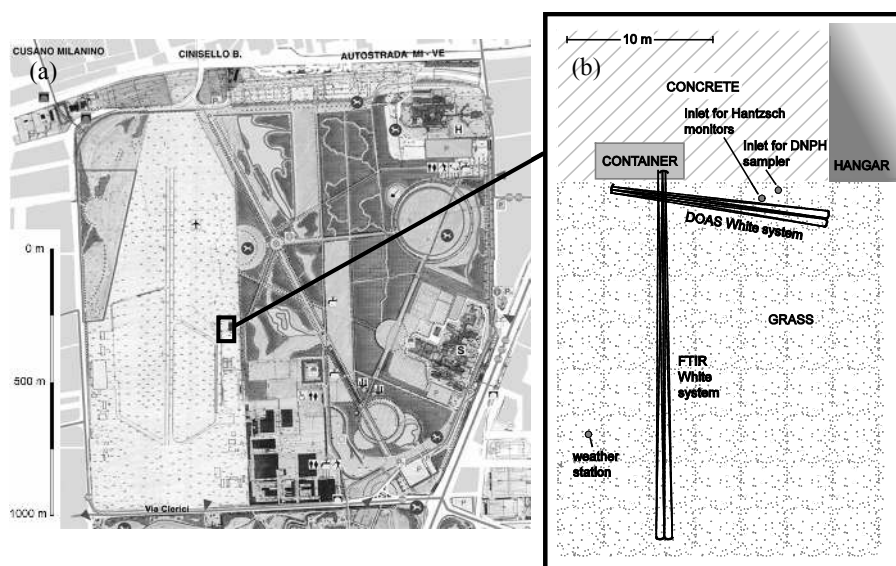 CUSANO MILANINO
CINISELLO B.
AUTOSTRADA MI - VE
(a)
H
P
S
0 m
500 m
1000 m
Via Clerici
(b)
10 m
CONCRETE
Inlet for Hantzsch
monitors
Inlet for DNPH
sampler
CONTAINER
HANGAR
DOAS White system
GRASS
FTIR
White
system
weather
station